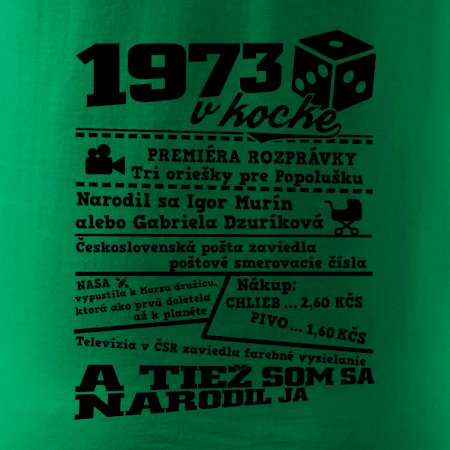 1973
v kocke
PREMIÉRA ROZPRÁVKY
Tri oriešky pre Popolušku
Narodil sa Igor Murín
alebo Gabriela Dzuríková
Československá pošta zaviedla
poštové smerovacie čísla
NASA
vypustila k Marsu družicu,
ktorá ako prvá doletela
až k planéte
Nákup:
CHLIEB ... 2,60 KČS
PIVO... 1,60 KČS
Televízia v ČSR zaviedla farebné vysielanie
A TIEŽ SOM SA
NARODIL JA